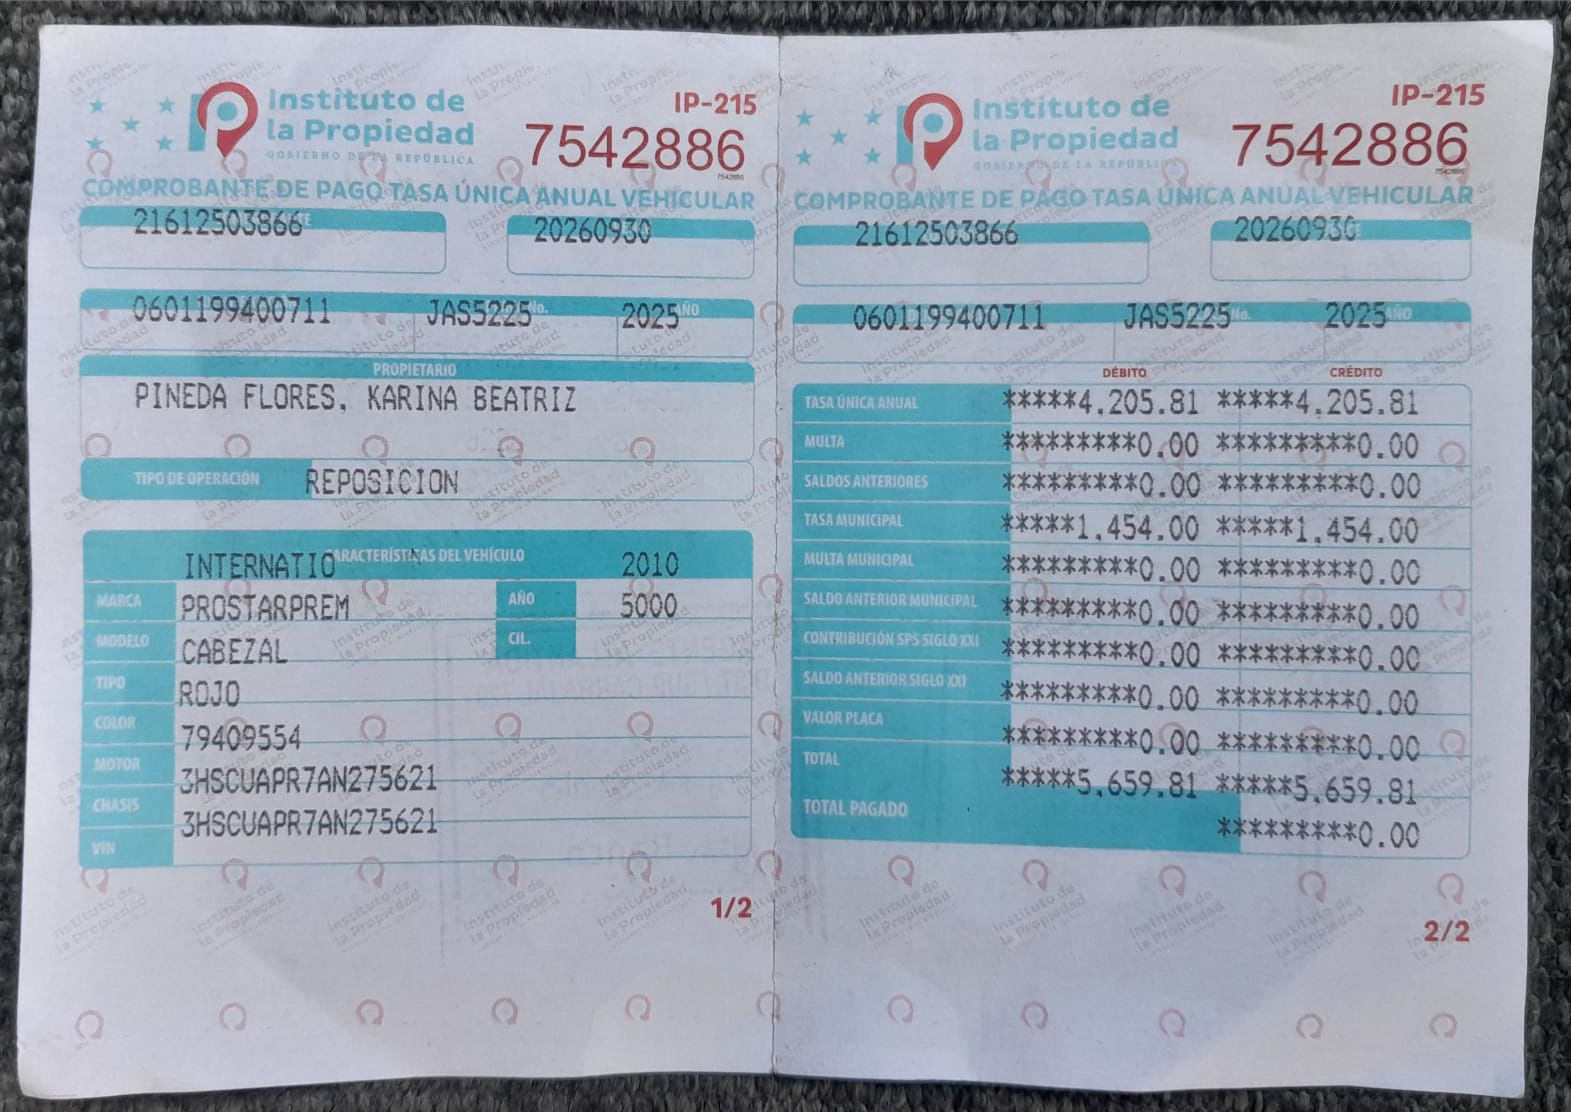 Instituto de
la Propiedad
GOBIERNO DE LA REPÚBLICA
IP-215
7542886
7542886
COMPROBANTE DE PAGO TASA ÚNICA ANUAL VEHICULAR
21612503866
20260930
0601199400711 JAS5225 No. 2025 AÑO
PROPIETARIO
PINEDA FLORES, KARINA BEATRIZ
TIPO DE OPERACIÓN REPOSICION
CARACTERÍSTICAS DEL VEHÍCULO
INTERNATIO 2010
MARCA PROSTARPREM AÑO 5000
MODELO CABEZAL CIL.
TIPO ROJO
COLOR 79409554
MOTOR 3HSCUAPR7AN275621
CHASIS 3HSCUAPR7AN275621
VIN
1/2
Instituto de
la Propiedad
GOBIERNO DE LA REPÚBLICA
IP-215
7542886
7542886
COMPROBANTE DE PAGO TASA ÚNICA ANUAL VEHICULAR
21612503866
20260930
0601199400711 JAS5225 No. 2025 AÑO
DÉBITO CRÉDITO
TASA ÚNICA ANUAL *****4,205.81 *****4,205.81
MULTA *********0.00 *********0.00
SALDOS ANTERIORES *********0.00 *********0.00
TASA MUNICIPAL *****1,454.00 *****1,454.00
MULTA MUNICIPAL *********0.00 *********0.00
SALDO ANTERIOR MUNICIPAL *********0.00 *********0.00
CONTRIBUCIÓN SPS SIGLO XXI *********0.00 *********0.00
SALDO ANTERIOR SIGLO XXI *********0.00 *********0.00
VALOR PLACA *********0.00 *********0.00
TOTAL *****5,659.81 *****5,659.81
TOTAL PAGADO *********0.00
2/2